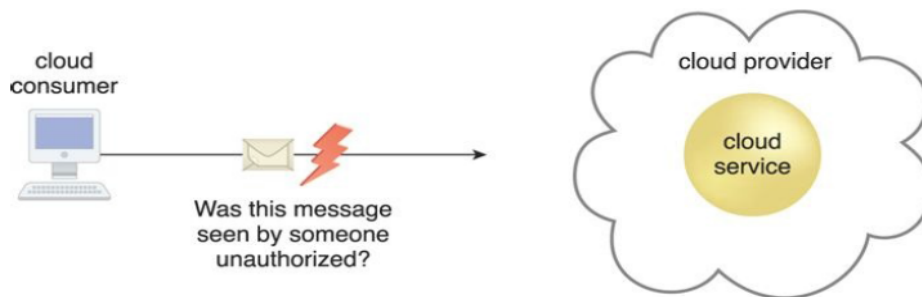 cloud
consumer
Was this message
seen by someone
unauthorized?
cloud provider
cloud
service